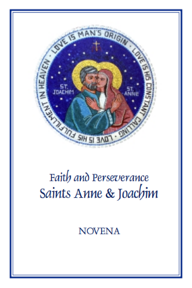 LOVE IS MAN'S ORIGIN · LOVE IS HIS CONSTANT CALLING · LOVE IS HIS FULFILMENT IN HEAVEN ·
ST. JOACHIM
ST. ANNE
Faith and Perseverance
Saints Anne & Joachim
NOVENA